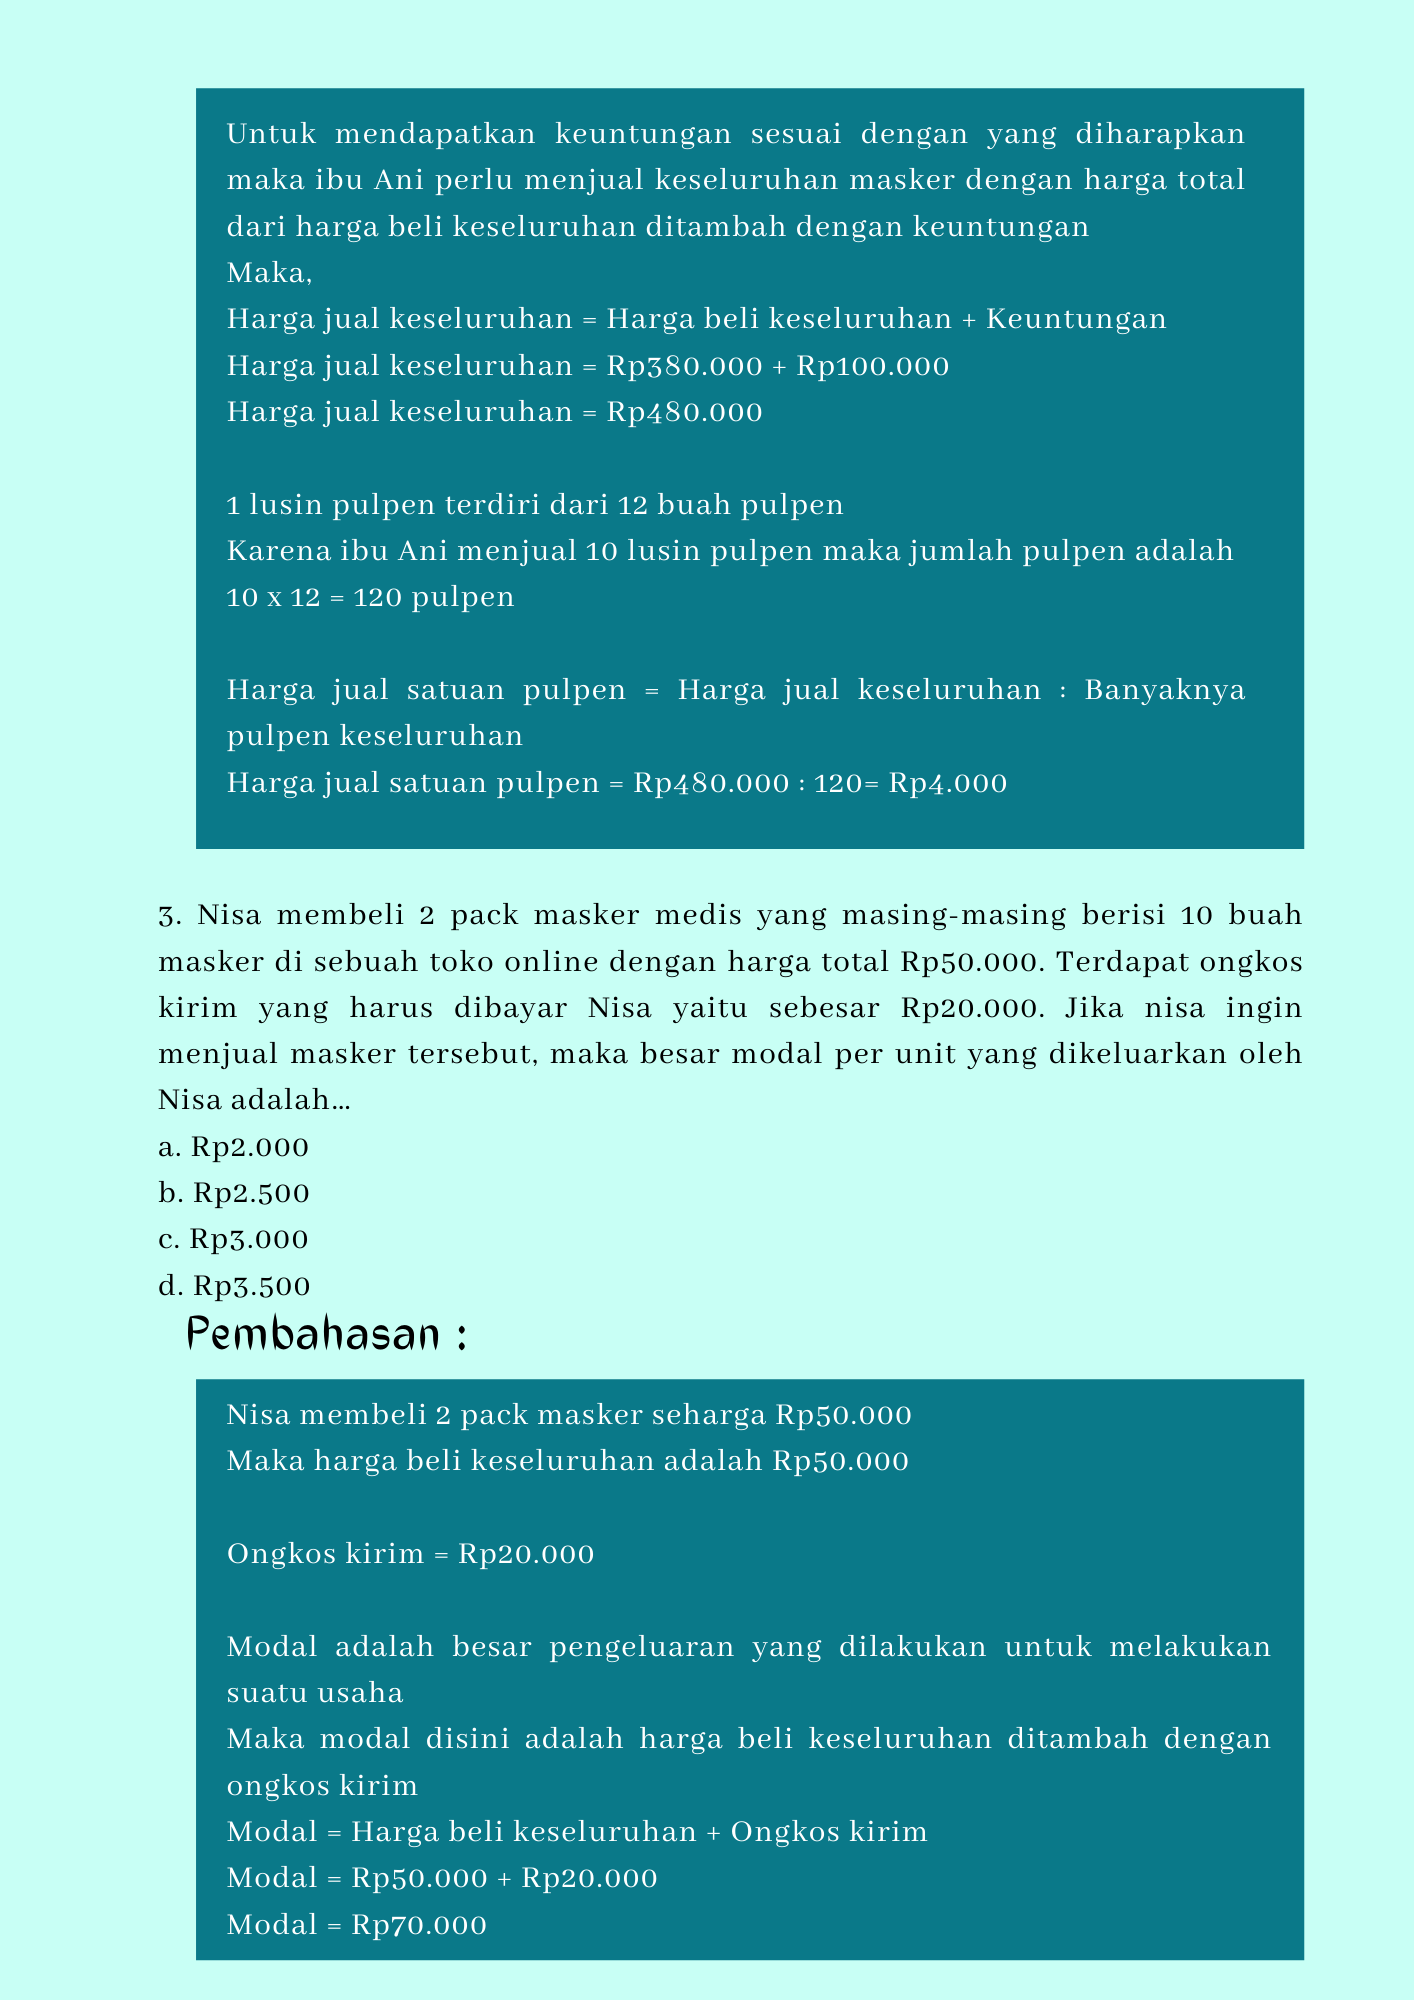 Untuk mendapatkan keuntungan sesuai dengan yang diharapkan
maka ibu Ani perlu menjual keseluruhan masker dengan harga total
dari harga beli keseluruhan ditambah dengan keuntungan
Maka,
Harga jual keseluruhan = Harga beli keseluruhan + Keuntungan
Harga jual keseluruhan = Rp380.000 + Rp100.000
Harga jual keseluruhan = Rp480.000
1 lusin pulpen terdiri dari 12 buah pulpen
Karena ibu Ani menjual 10 lusin pulpen maka jumlah pulpen adalah
10 x 12 = 120 pulpen
Harga jual satuan pulpen = Harga jual keseluruhan : Banyaknya
pulpen keseluruhan
Harga jual satuan pulpen = Rp480.000 : 120= Rp4.000
3. Nisa membeli 2 pack masker medis yang masing-masing berisi 10 buah
masker di sebuah toko online dengan harga total Rp50.000. Terdapat ongkos
kirim yang harus dibayar Nisa yaitu sebesar Rp20.000. Jika nisa ingin
menjual masker tersebut, maka besar modal per unit yang dikeluarkan oleh
Nisa adalah...
a. Rp2.000
b. Rp2.500
c. Rp3.000
d. Rp3.500
Pembahasan :
Nisa membeli 2 pack masker seharga Rp50.000
Maka harga beli keseluruhan adalah Rp50.000
Ongkos kirim = Rp20.000
Modal adalah besar pengeluaran yang dilakukan untuk melakukan
suatu usaha
Maka modal disini adalah harga beli keseluruhan ditambah dengan
ongkos kirim
Modal = Harga beli keseluruhan + Ongkos kirim
Modal = Rp50.000 + Rp20.000
Modal = Rp70.000